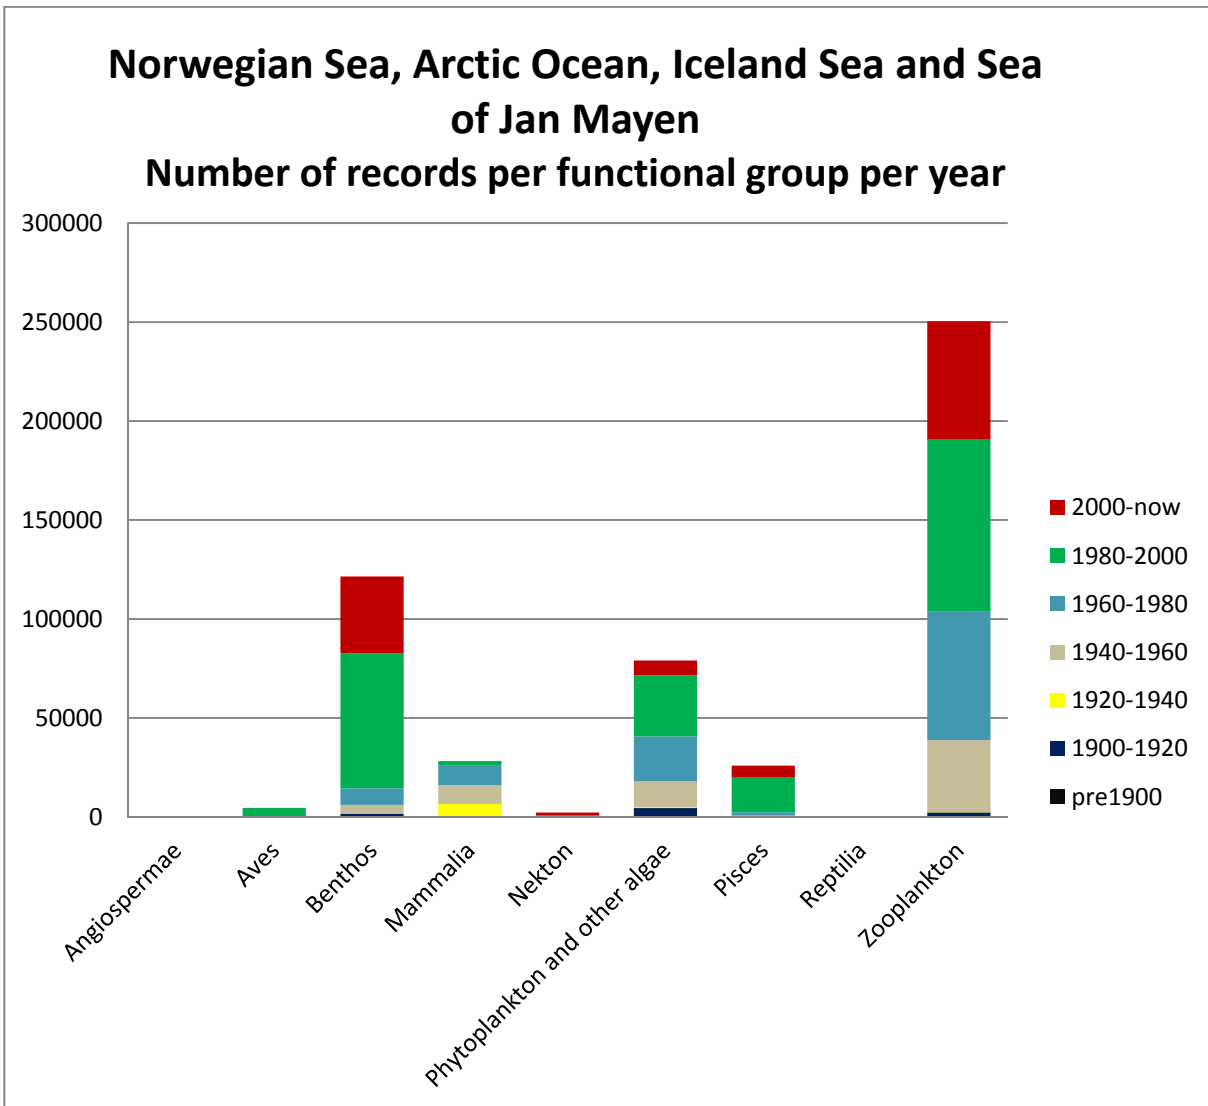 Norwegian Sea, Arctic Ocean, Iceland Sea and Sea
of Jan Mayen
Number of records per functional group per year
300000
250000
200000
150000
100000
50000
0
Angiospermae
Aves
Benthos
Mammalia
Nekton
Phytoplankton and other algae
Pisces
Reptilia
Zooplankton
2000-now
1980-2000
1960-1980
1940-1960
1920-1940
1900-1920
pre1900